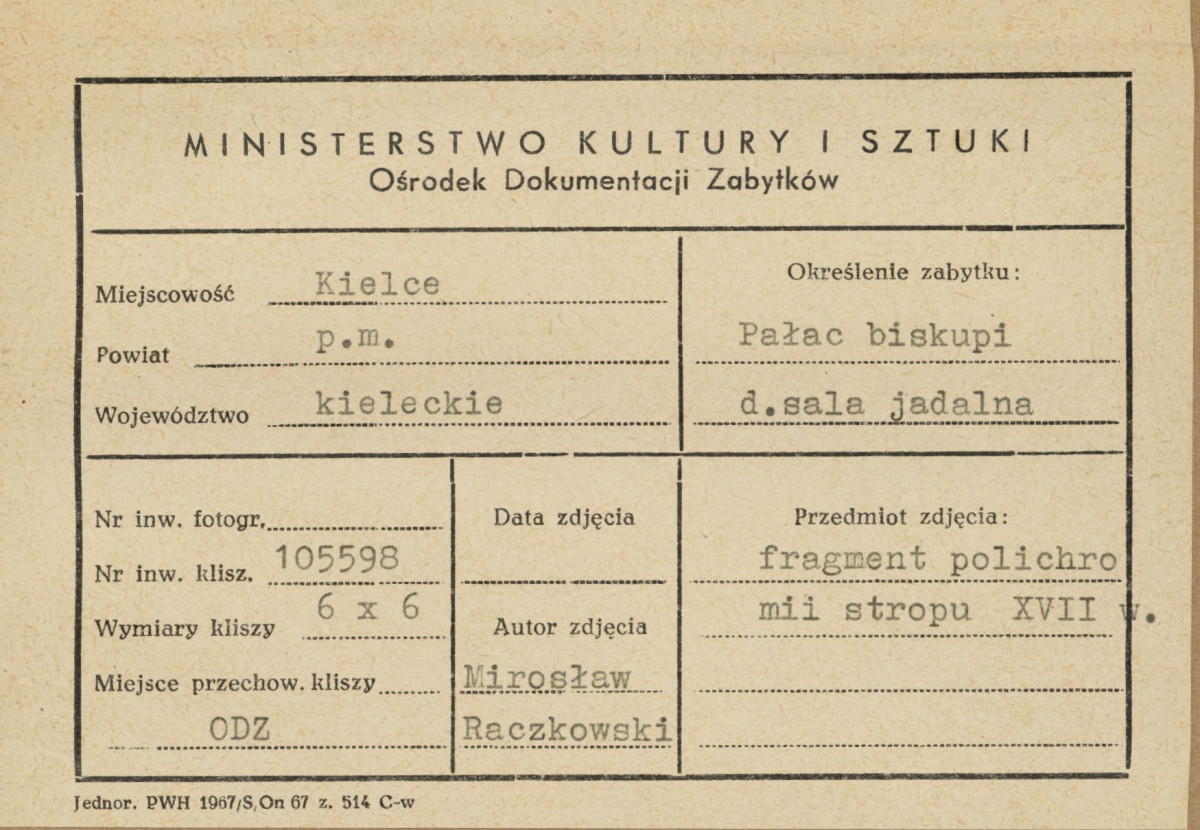 MINISTERSTWO KULTURY I SZTUKI
Ośrodek Dokumentacji Zabytków
Miejscowość Kielce
Powiat p.m.
Województwo kieleckie
Określenie zabytku:
Pałac biskupi
d.sala jadalna
Nr inw. fotogr.
Nr inw. klisz. 105598
Wymiary kliszy 6 x 6
Miejsce przechow. kliszy
ODZ
Data zdjęcia
Autor zdjęcia
Mirosław
Raczkowski
Przedmiot zdjęcia:
fragment polichro
mii stropu XVII w.
Jednor. PWH 1967/S,On 67 z. 514 C-w